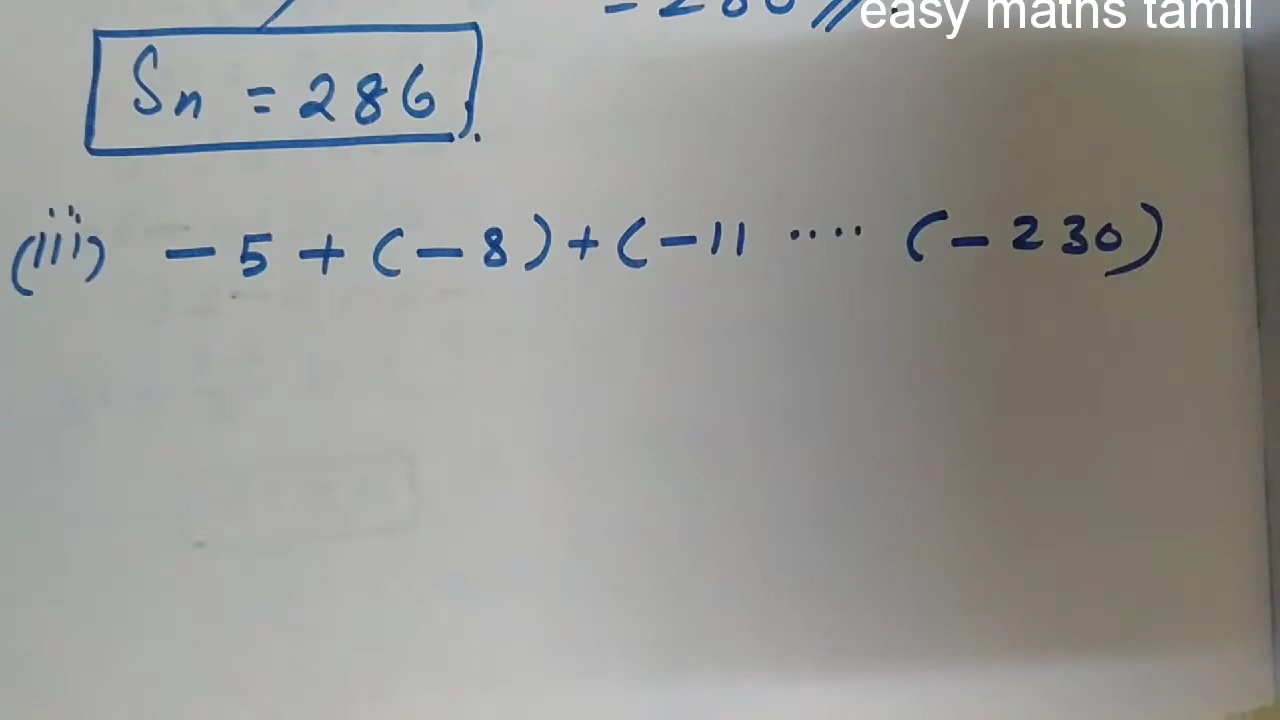 easy maths tamil
Sn = 286
(iii) - 5 + (- 8) + (- 11 .... (- 230)